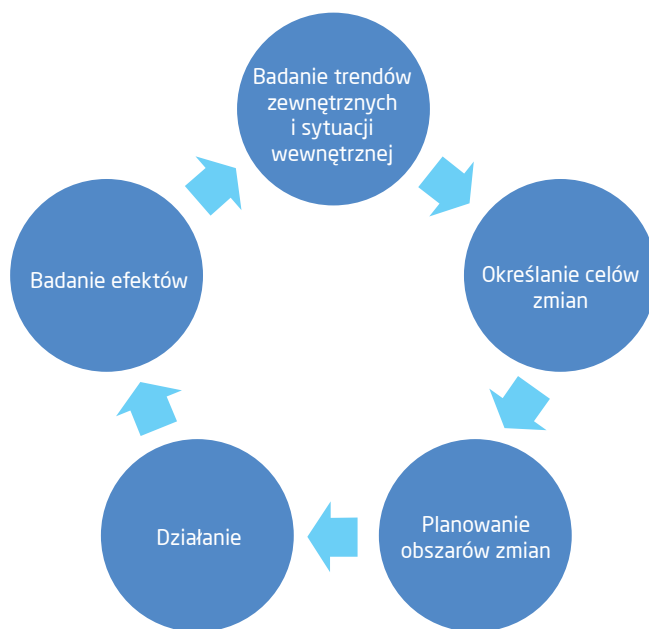 Badanie trendów
zewnętrznych
i sytuacji
wewnętrznej
Określanie celów
zmian
Planowanie
obszarów zmian
Działanie
Badanie efektów